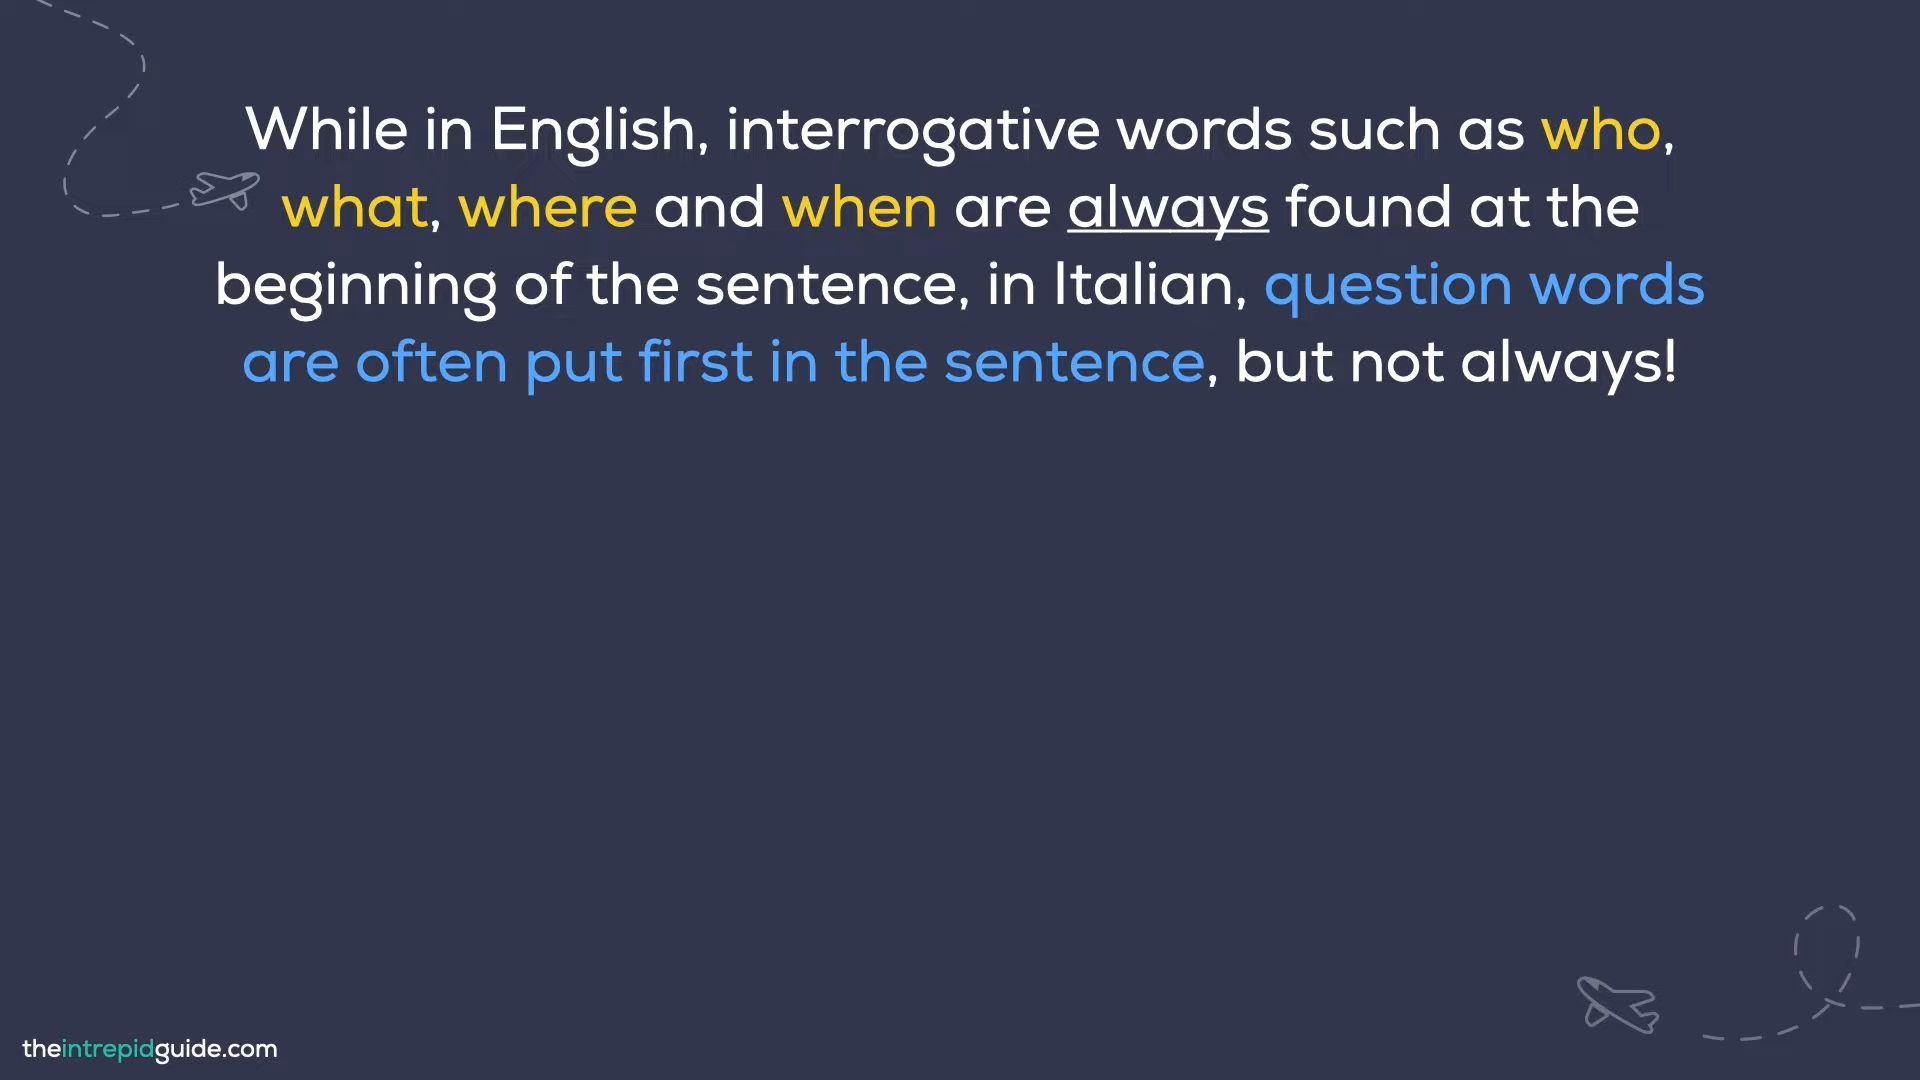 While in English, interrogative words such as who,
what, where and when are always found at the
beginning of the sentence, in Italian, question words
are often put first in the sentence, but not always!
theintrepidguide.com